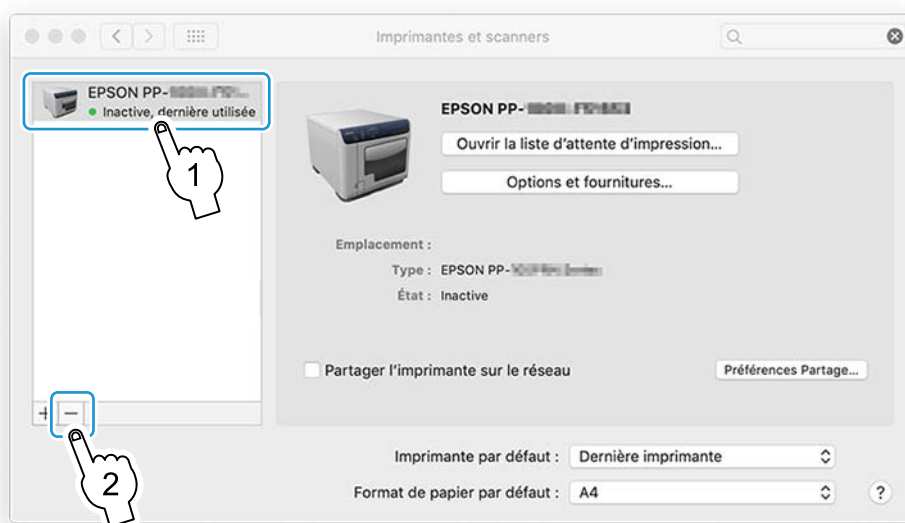 Imprimantes et scanners
EPSON PP-
Inactive, dernière utilisée
1
EPSON PP-
Ouvrir la liste d'attente d'impression...
Options et fournitures...
Emplacement :
Type : EPSON PP-
État : Inactive
Partager l'imprimante sur le réseau
Préférences Partage...
+ −
2
Imprimante par défaut : Dernière imprimante
Format de papier par défaut : A4
?